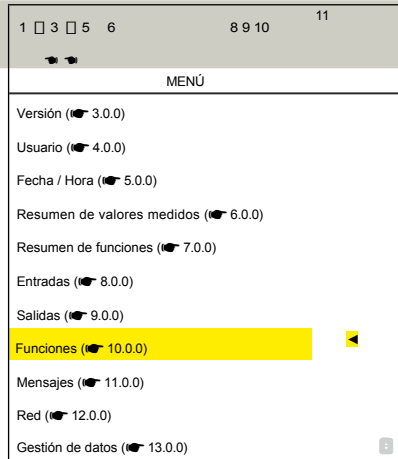 11
1 3 5 6 8 9 10
MENÚ
Versión (☛ 3.0.0)
Usuario (☛ 4.0.0)
Fecha / Hora (☛ 5.0.0)
Resumen de valores medidos (☛ 6.0.0)
Resumen de funciones (☛ 7.0.0)
Entradas (☛ 8.0.0)
Salidas (☛ 9.0.0)
Funciones (☛ 10.0.0)
Mensajes (☛ 11.0.0)
Red (☛ 12.0.0)
Gestión de datos (☛ 13.0.0)